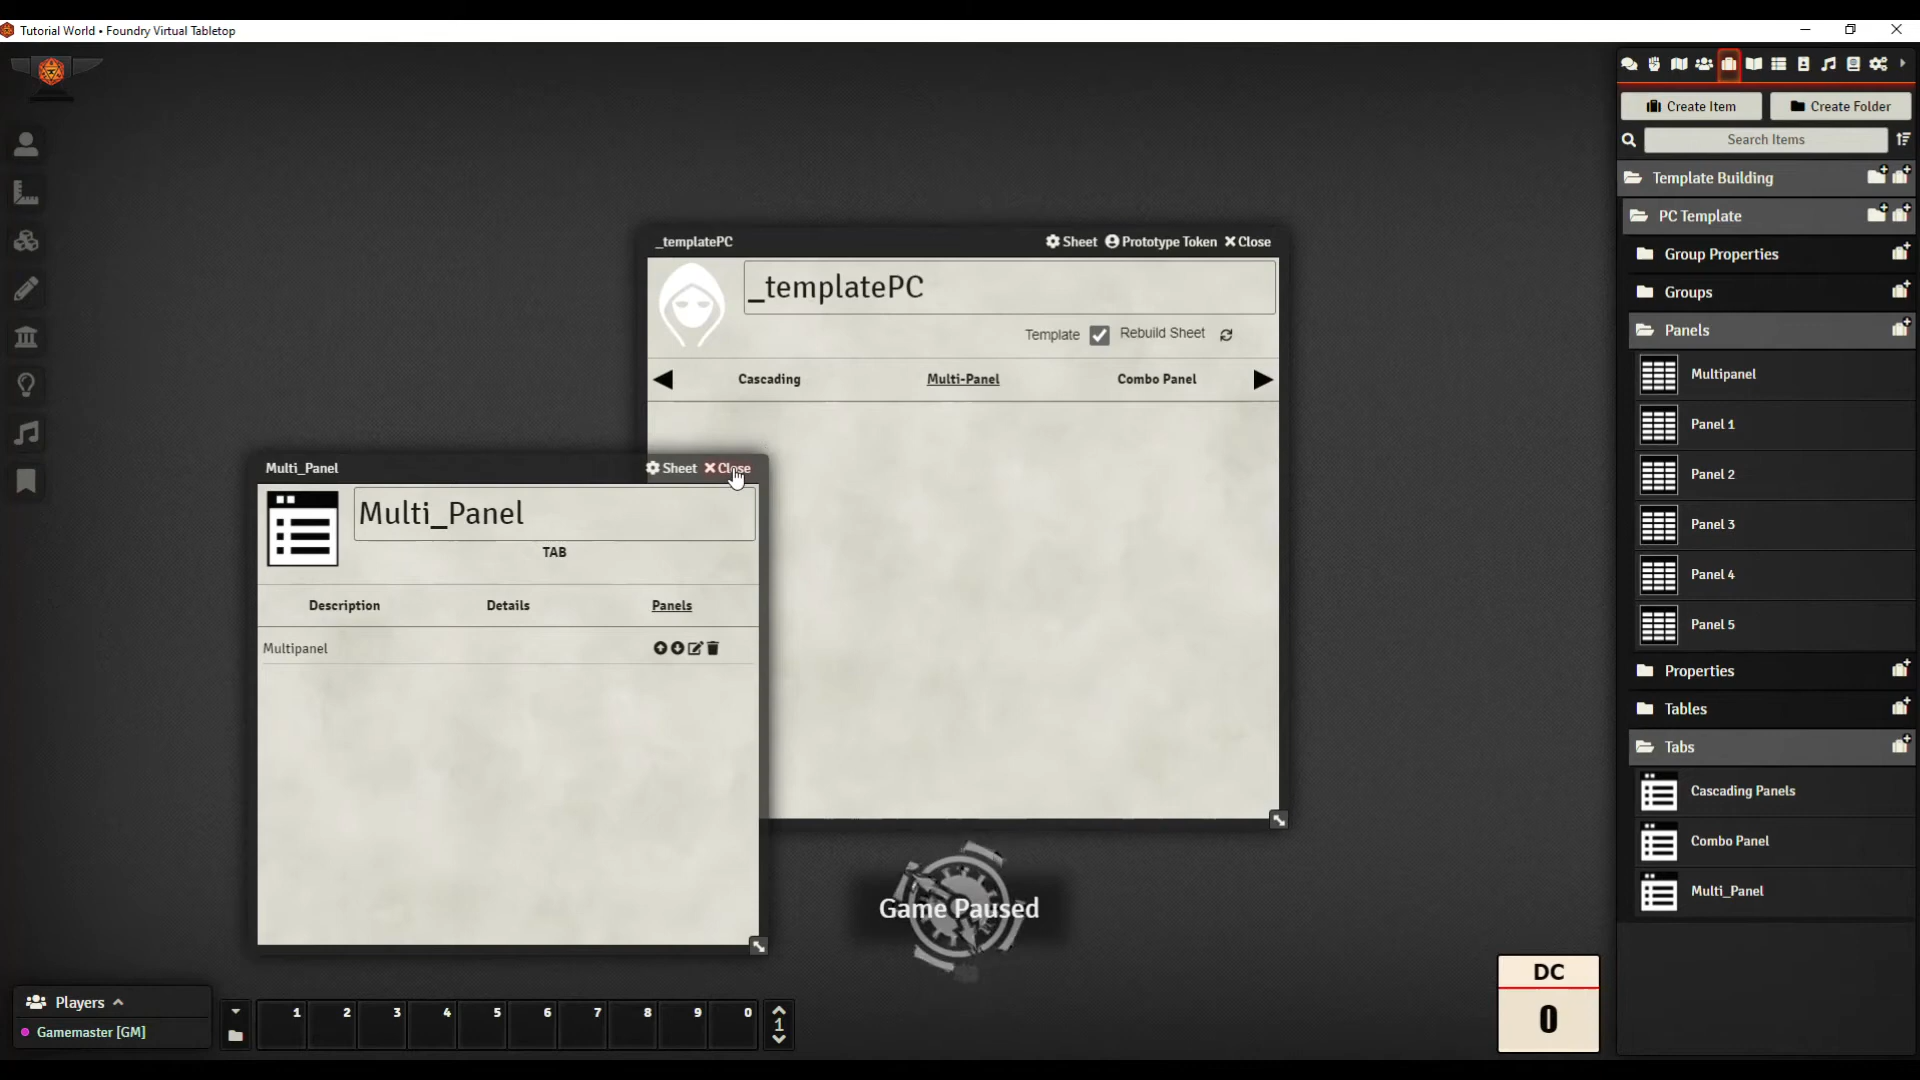 Tutorial World • Foundry Virtual Tabletop
Create Item
Create Folder
Search Items
Template Building
PC Template
Group Properties
Groups
Panels
Multipanel
Panel 1
Panel 2
Panel 3
Panel 4
Panel 5
Properties
Tables
Tabs
Cascading Panels
Combo Panel
Multi_Panel
_templatePC
Sheet Prototype Token Close
_templatePC
Template Rebuild Sheet
Cascading Multi-Panel Combo Panel
Multi_Panel Sheet Close
Multi_Panel
TAB
Description Details Panels
Multipanel
Game Paused
DC
0
Players
Gamemaster [GM]
1 2 3 4 5 6 7 8 9 0
1